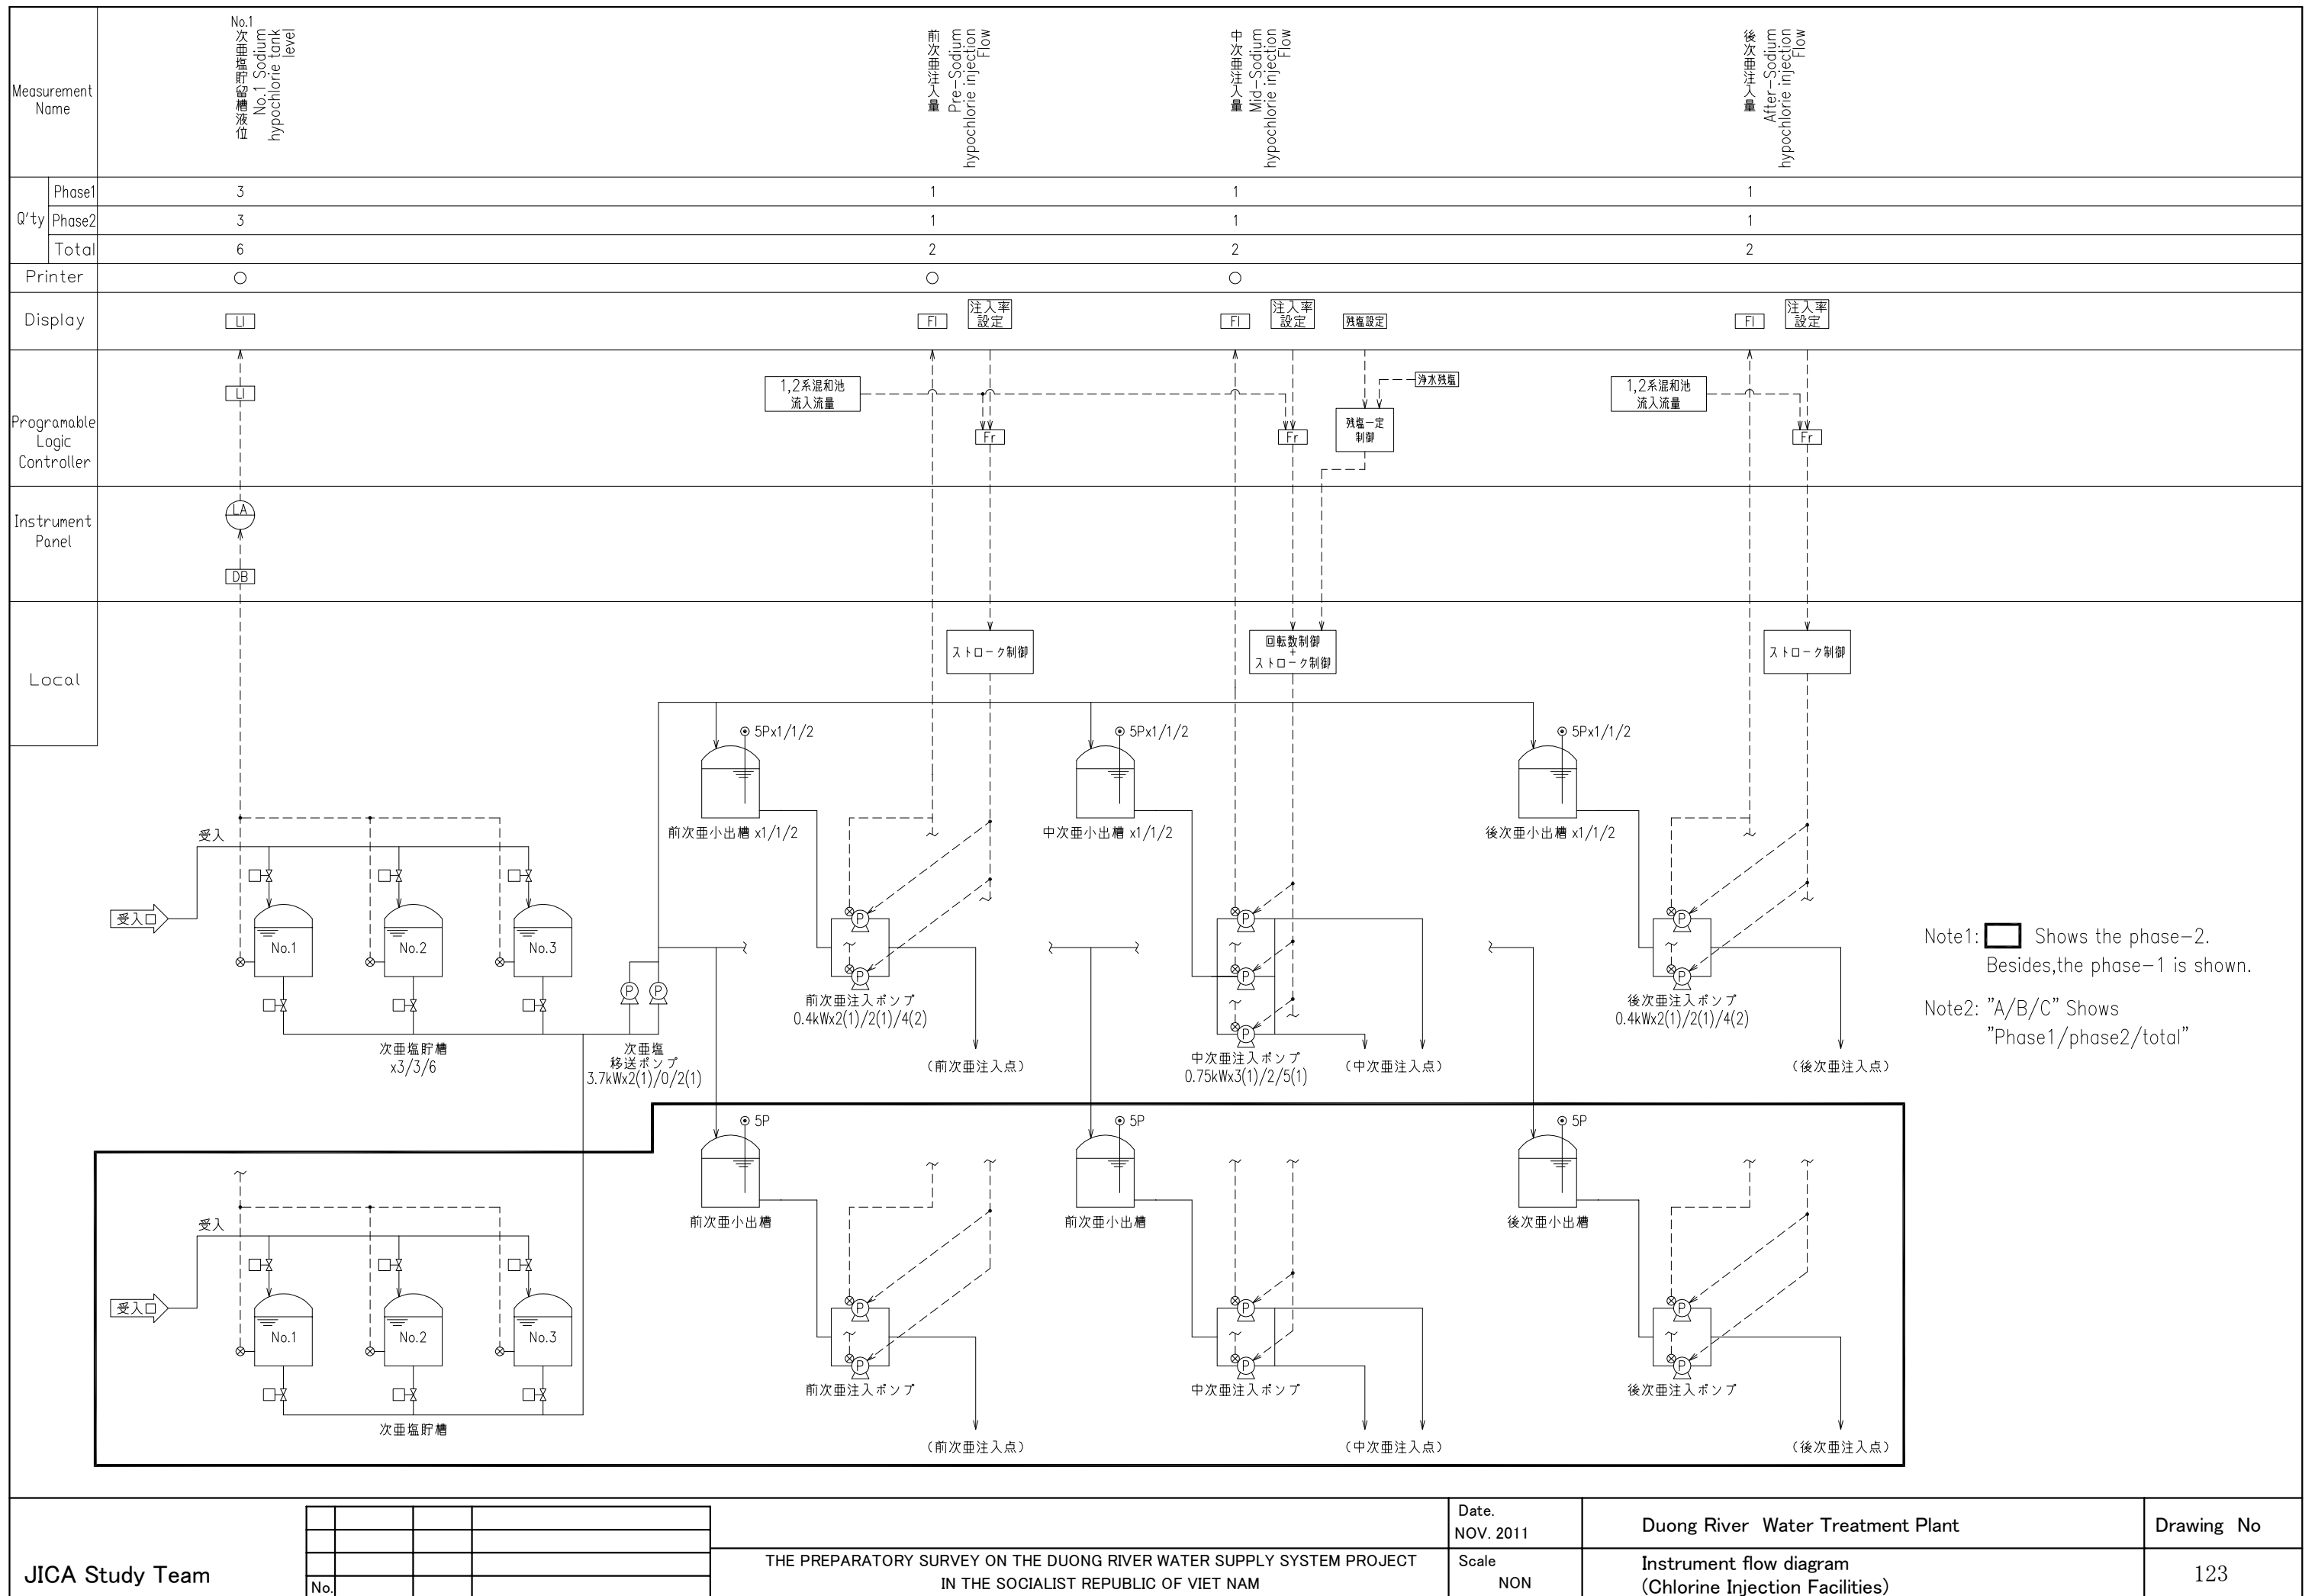 Measurement
Name
No.1
次亜塩貯留槽液位
No.1 Sodium
hypochlorie tank
level
前次亜注入量
Pre-Sodium
hypochlorie injection
Flow
中次亜注入量
Mid-Sodium
hypochlorie injection
Flow
後次亜注入量
After-Sodium
hypochlorie injection
Flow
Q'ty
Phase1
3
1
1
1
Phase2
3
1
1
1
Total
6
2
2
2
Printer
Display
LI
FI
注入率
設定
FI
注入率
設定
残塩設定
FI
注入率
設定
Programable
Logic
Controller
LI
1,2系混和池
流入流量
Fr
Fr
浄水残塩
残塩一定
制御
1,2系混和池
流入流量
Fr
Instrument
Panel
LA
DB
Local
ストローク制御
回転数制御
+
ストローク制御
ストローク制御
5Px1/1/2
5Px1/1/2
5Px1/1/2
前次亜小出槽 x1/1/2
中次亜小出槽 x1/1/2
後次亜小出槽 x1/1/2
受入
受入口
No.1
No.2
No.3
P
P
P
P
P
P
P
P
P
次亜塩貯槽
x3/3/6
次亜塩
移送ポンプ
3.7kWx2(1)/0/2(1)
前次亜注入ポンプ
0.4kWx2(1)/2(1)/4(2)
(前次亜注入点)
中次亜注入ポンプ
0.75kWx3(1)/2/5(1)
(中次亜注入点)
後次亜注入ポンプ
0.4kWx2(1)/2(1)/4(2)
(後次亜注入点)
Note1: Shows the phase-2.
Besides,the phase-1 is shown.
Note2: "A/B/C" Shows
"Phase1/phase2/total"
5P
5P
5P
前次亜小出槽
前次亜小出槽
後次亜小出槽
受入
受入口
No.1
No.2
No.3
P
P
P
P
P
P
次亜塩貯槽
前次亜注入ポンプ
中次亜注入ポンプ
後次亜注入ポンプ
(前次亜注入点)
(中次亜注入点)
(後次亜注入点)
JICA Study Team
No.
THE PREPARATORY SURVEY ON THE DUONG RIVER WATER SUPPLY SYSTEM PROJECT
IN THE SOCIALIST REPUBLIC OF VIET NAM
Date.
NOV. 2011
Scale
NON
Duong River Water Treatment Plant
Instrument flow diagram
(Chlorine Injection Facilities)
Drawing No
123